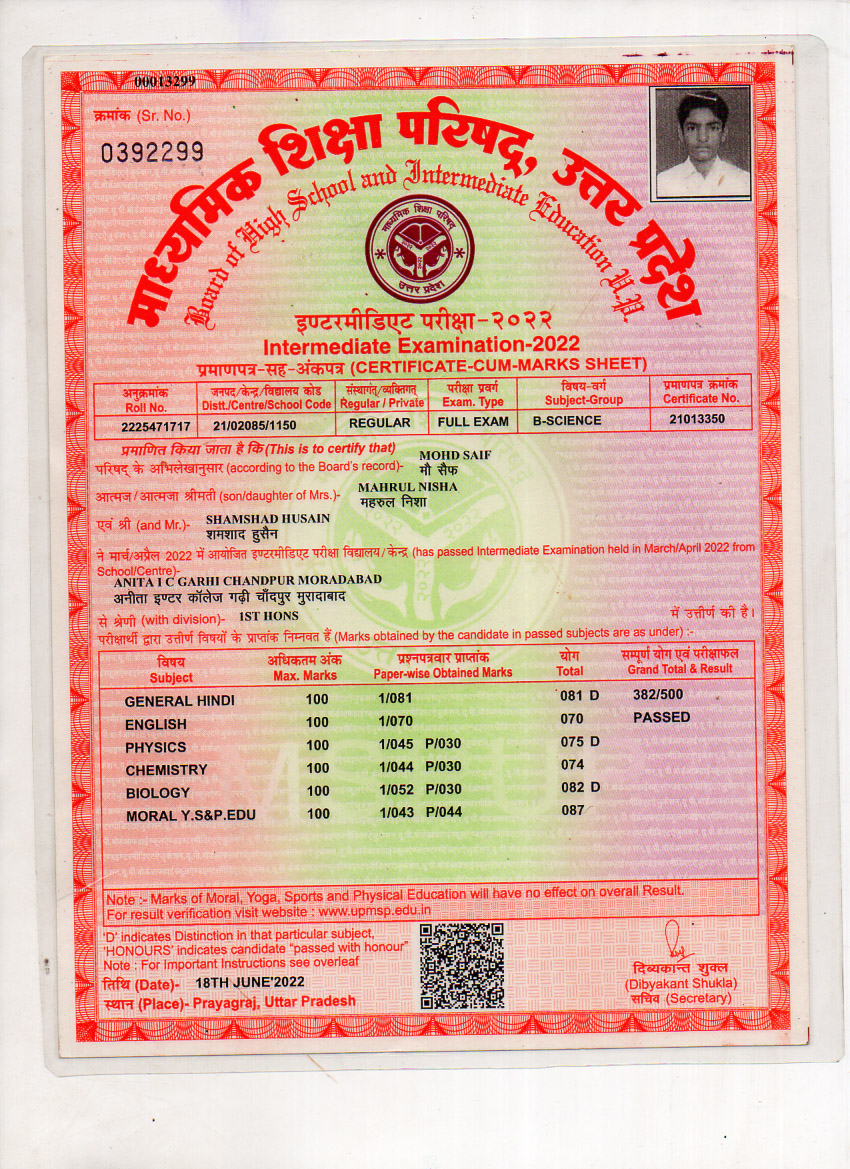 00013299
क्रमांक (Sr. No.)
0392299
माध्यमिक शिक्षा परिषद्, उत्तर प्रदेश
Board of High School and Intermediate Education U.P.
माध्यमिक शिक्षा परिषद
उत्तर प्रदेश
इण्टरमीडिएट परीक्षा-२०२२
Intermediate Examination-2022
प्रमाणपत्र-सह-अंकपत्र (CERTIFICATE-CUM-MARKS SHEET)
अनुक्रमांक जनपद/केन्द्र/विद्यालय कोड संस्थागत/व्यक्तिगत परीक्षा प्रवर्ग विषय-वर्ग प्रमाणपत्र क्रमांक
Roll No. Distt./Centre/School Code Regular / Private Exam. Type Subject-Group Certificate No.
2225471717 21/02085/1150 REGULAR FULL EXAM B-SCIENCE 21013350
प्रमाणित किया जाता है कि (This is to certify that)
MOHD SAIF
परिषद् के अभिलेखानुसार (according to the Board's record)- मौ सैफ
MAHRUL NISHA
आत्मज/आत्मजा श्रीमती (son/daughter of Mrs.)- महरुल निशा
SHAMSHAD HUSAIN
एवं श्री (and Mr.)- शमशाद हुसैन
ने मार्च/अप्रैल 2022 में आयोजित इण्टरमीडिएट परीक्षा विद्यालय/केन्द्र (has passed Intermediate Examination held in March/April 2022 from
School/Centre)-
ANITA I C GARHI CHANDPUR MORADABAD
अनीता इण्टर कॉलेज गढ़ी चाँदपुर मुरादाबाद
से श्रेणी (with division)- 1ST HONS में उत्तीर्ण की है।
परीक्षार्थी द्वारा उत्तीर्ण विषयों के प्राप्तांक निम्नवत हैं (Marks obtained by the candidate in passed subjects are as under) :-
विषय अधिकतम अंक प्रश्नपत्रवार प्राप्तांक योग सम्पूर्ण योग एवं परीक्षाफल
Subject Max. Marks Paper-wise Obtained Marks Total Grand Total & Result
GENERAL HINDI 100 1/081 081 D 382/500
ENGLISH 100 1/070 070 PASSED
PHYSICS 100 1/045 P/030 075 D
CHEMISTRY 100 1/044 P/030 074
BIOLOGY 100 1/052 P/030 082 D
MORAL Y.S&P.EDU 100 1/043 P/044 087
Note :- Marks of Moral, Yoga, Sports and Physical Education will have no effect on overall Result.
For result verification visit website : www.upmsp.edu.in
'D' indicates Distinction in that particular subject,
'HONOURS' indicates candidate "passed with honour"
Note : For Important Instructions see overleaf
तिथि (Date)- 18TH JUNE'2022
स्थान (Place)- Prayagraj, Uttar Pradesh
दिव्यकान्त शुक्ल
(Dibyakant Shukla)
सचिव (Secretary)